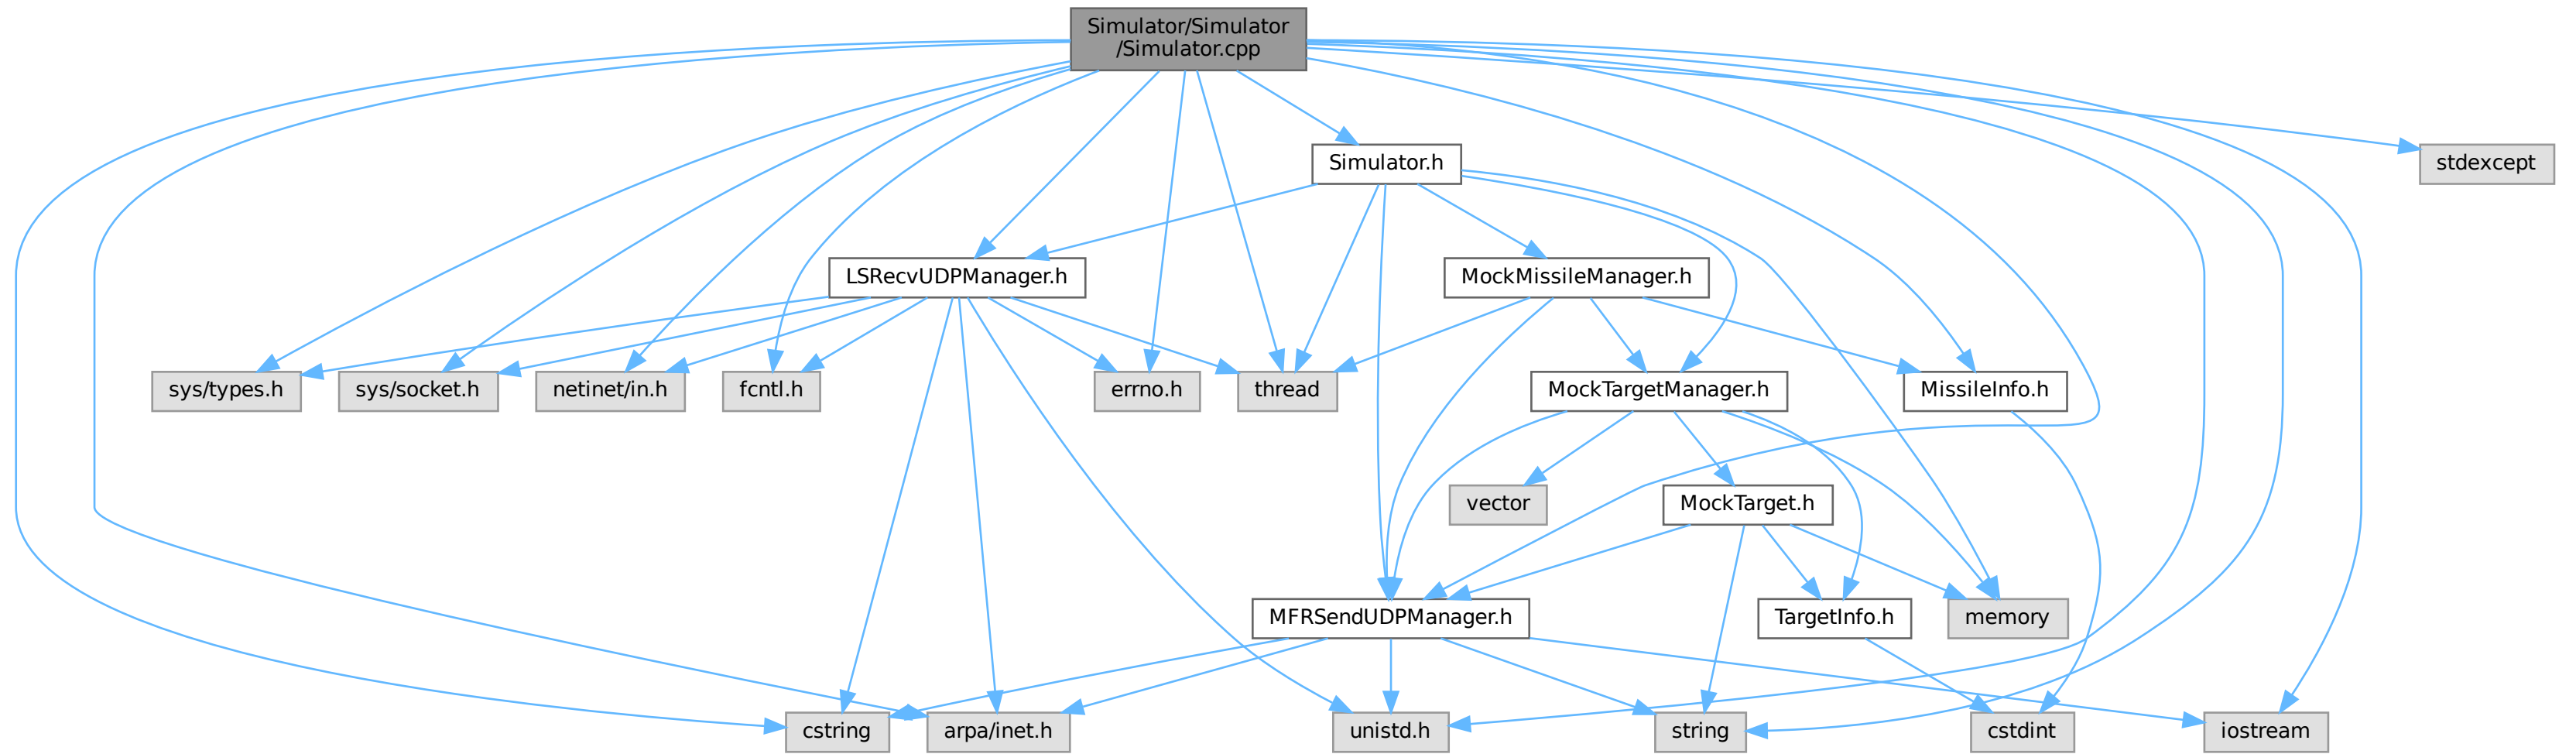 Simulator/Simulator
/Simulator.cpp
Simulator.h
stdexcept
LSRecvUDPManager.h
MockMissileManager.h
sys/types.h
sys/socket.h
netinet/in.h
fcntl.h
errno.h
thread
MockTargetManager.h
MissileInfo.h
vector
MockTarget.h
MFRSendUDPManager.h
TargetInfo.h
memory
cstring
arpa/inet.h
unistd.h
string
cstdint
iostream